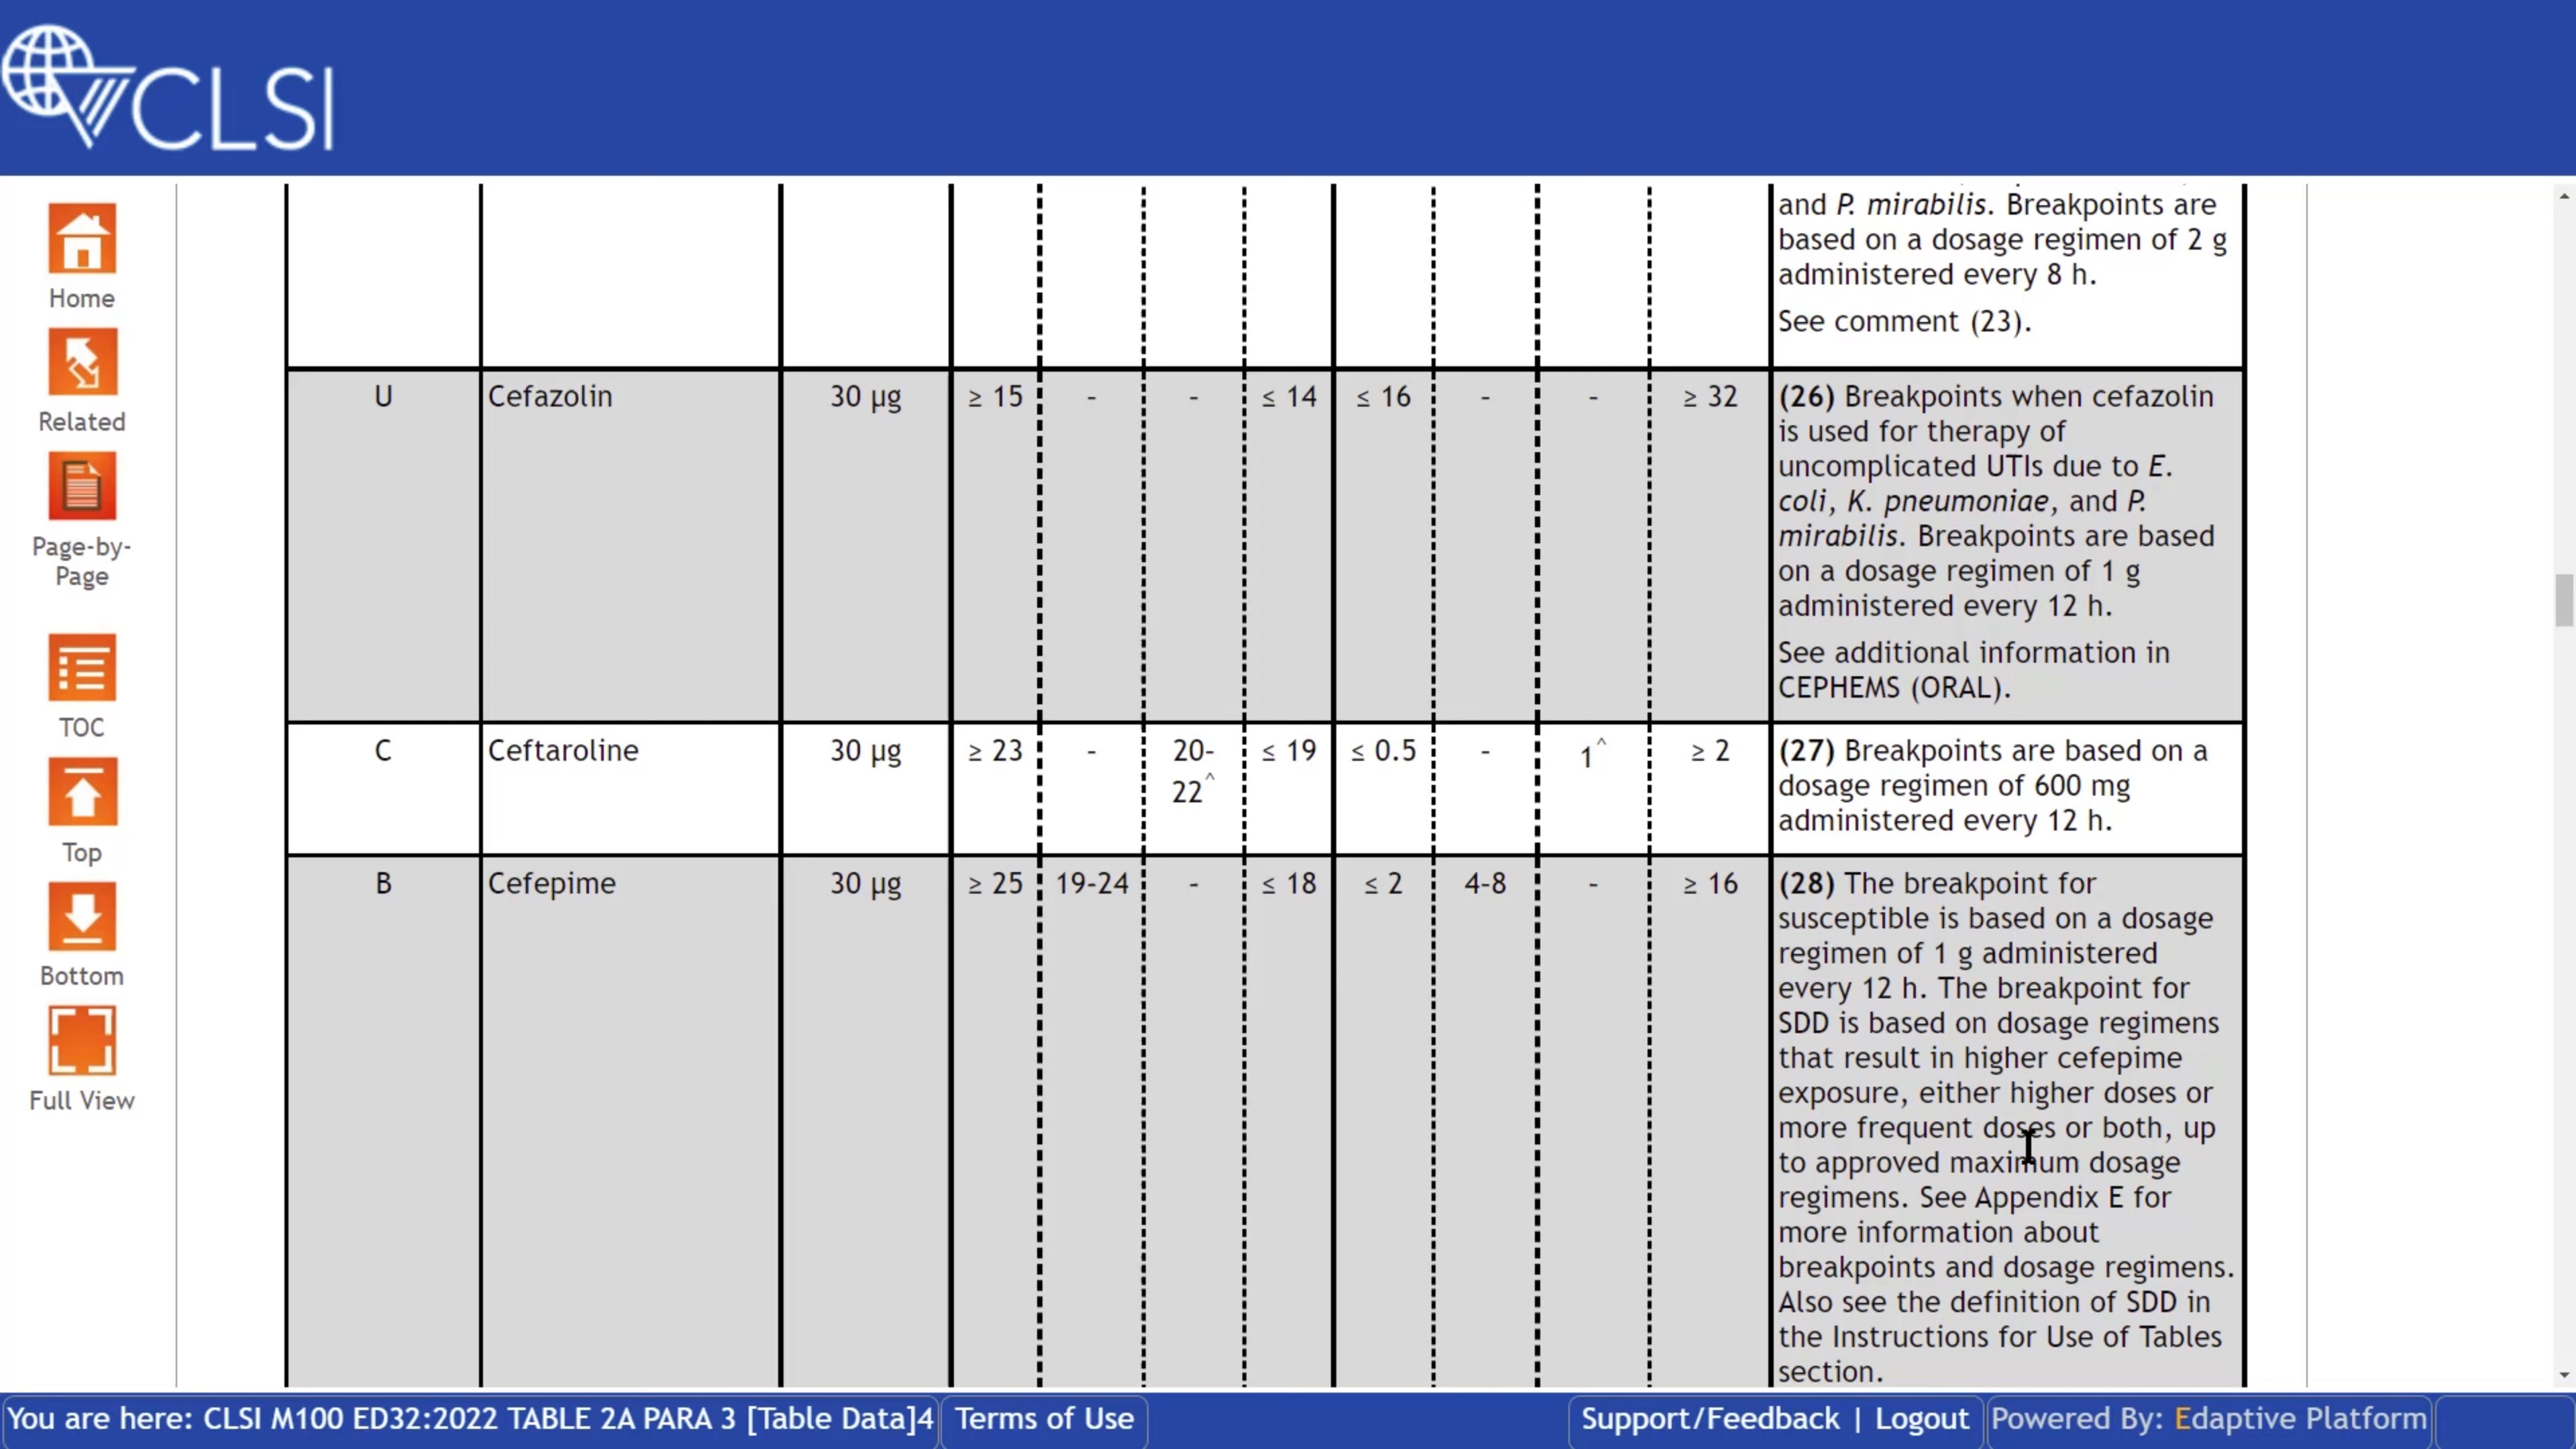 CLSI
Home
Related
Page-by-
Page
TOC
Top
Bottom
Full View
and P. mirabilis. Breakpoints are
based on a dosage regimen of 2 g
administered every 8 h.
See comment (23).
U Cefazolin 30 µg ≥ 15 - - ≤ 14 ≤ 16 - - ≥ 32 (26) Breakpoints when cefazolin
is used for therapy of
uncomplicated UTIs due to E.
coli, K. pneumoniae, and P.
mirabilis. Breakpoints are based
on a dosage regimen of 1 g
administered every 12 h.
See additional information in
CEPHEMS (ORAL).
C Ceftaroline 30 µg ≥ 23 - 20- ≤ 19 ≤ 0.5 - 1^ ≥ 2 (27) Breakpoints are based on a
22^ dosage regimen of 600 mg
administered every 12 h.
B Cefepime 30 µg ≥ 25 19-24 - ≤ 18 ≤ 2 4-8 - ≥ 16 (28) The breakpoint for
susceptible is based on a dosage
regimen of 1 g administered
every 12 h. The breakpoint for
SDD is based on dosage regimens
that result in higher cefepime
exposure, either higher doses or
more frequent doses or both, up
to approved maximum dosage
regimens. See Appendix E for
more information about
breakpoints and dosage regimens.
Also see the definition of SDD in
the Instructions for Use of Tables
section.
You are here: CLSI M100 ED32:2022 TABLE 2A PARA 3 [Table Data]4 Terms of Use Support/Feedback | Logout Powered By: Edaptive Platform